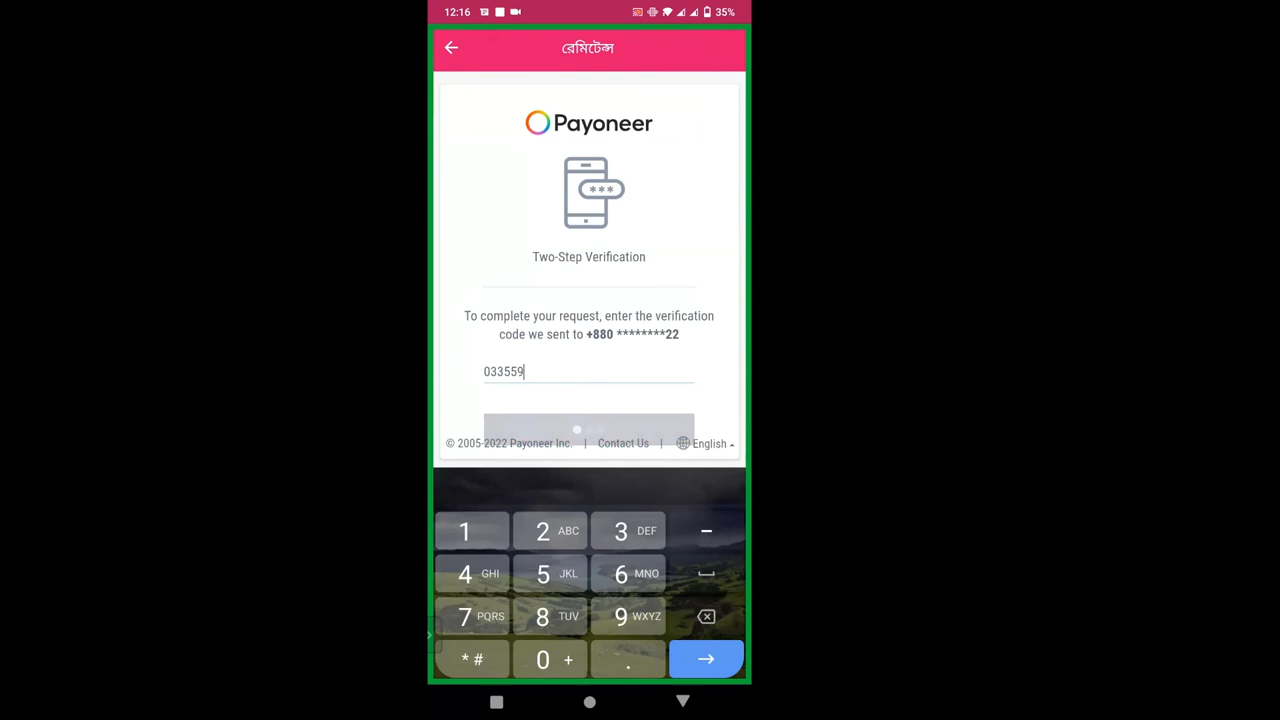 12:16
35%
রেমিটেন্স
Payoneer
***
Two-Step Verification
To complete your request, enter the verification
code we sent to +880 ********22
033559
© 2005-2022 Payoneer Inc. | Contact Us | English
1 2 ABC 3 DEF -
4 GHI 5 JKL 6 MNO
7 PQRS 8 TUV 9 WXYZ
* # 0 + .